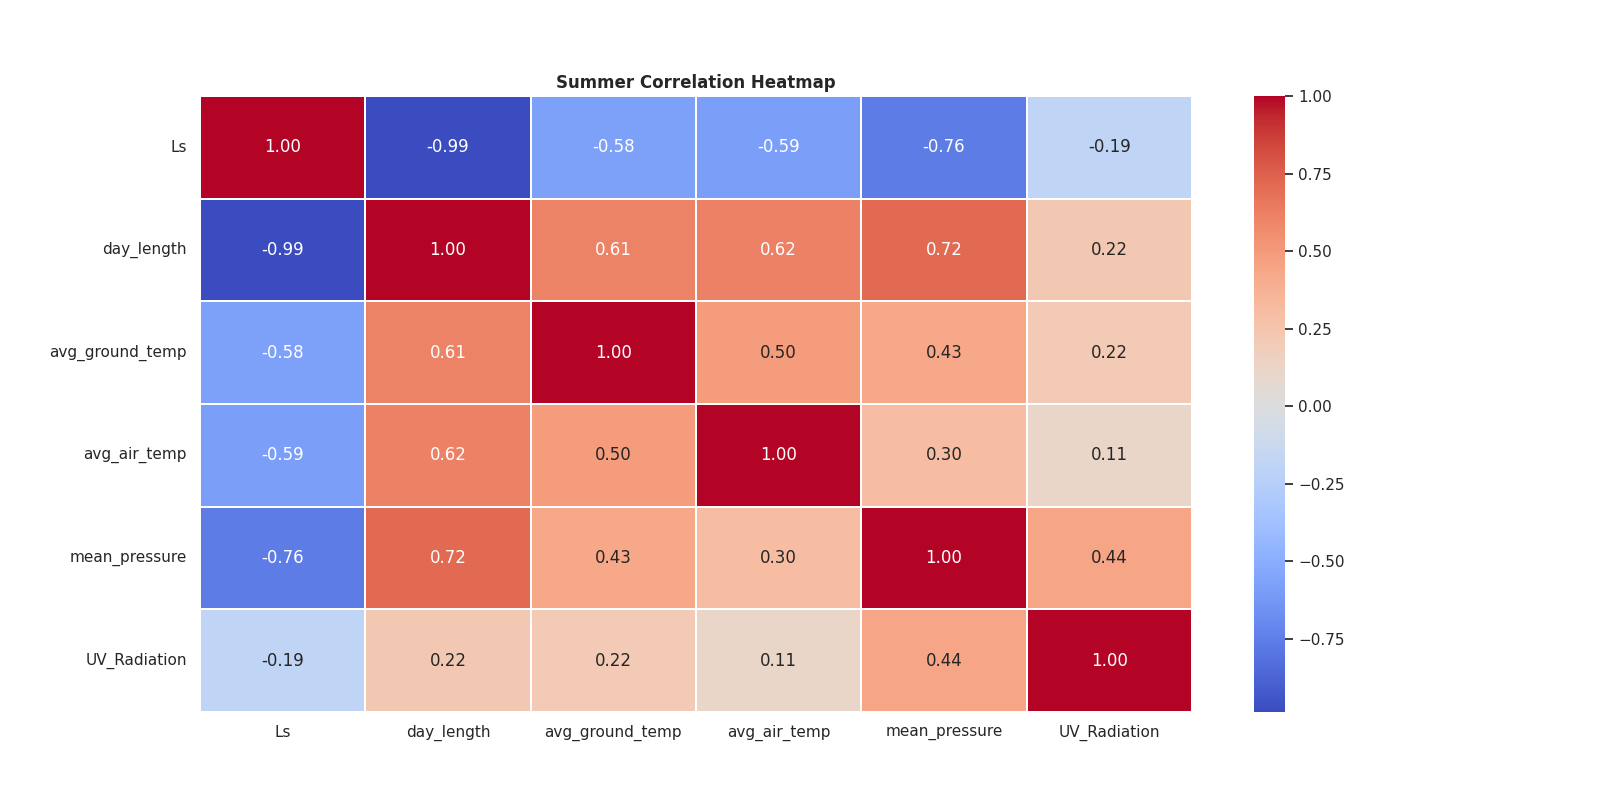 Summer Correlation Heatmap
Ls 1.00 -0.99 -0.58 -0.59 -0.76 -0.19
day_length -0.99 1.00 0.61 0.62 0.72 0.22
avg_ground_temp -0.58 0.61 1.00 0.50 0.43 0.22
avg_air_temp -0.59 0.62 0.50 1.00 0.30 0.11
mean_pressure -0.76 0.72 0.43 0.30 1.00 0.44
UV_Radiation -0.19 0.22 0.22 0.11 0.44 1.00
Ls day_length avg_ground_temp avg_air_temp mean_pressure UV_Radiation
1.00
0.75
0.50
0.25
0.00
−0.25
−0.50
−0.75